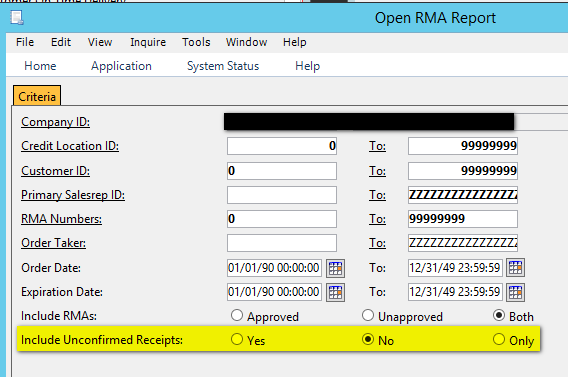 Open RMA Report
File Edit View Inquire Tools Window Help
Home Application System Status Help
Criteria
Company ID:
Credit Location ID: 0 To: 99999999
Customer ID: 0 To: 99999999
Primary Salesrep ID: To: ZZZZZZZZZZZZZZZZ
RMA Numbers: 0 To: 99999999
Order Taker: To: ZZZZZZZZZZZZZZZZ
Order Date: 01/01/90 00:00:00 To: 12/31/49 23:59:59
Expiration Date: 01/01/90 00:00:00 To: 12/31/49 23:59:59
Include RMAs: Approved Unapproved Both
Include Unconfirmed Receipts: Yes No Only